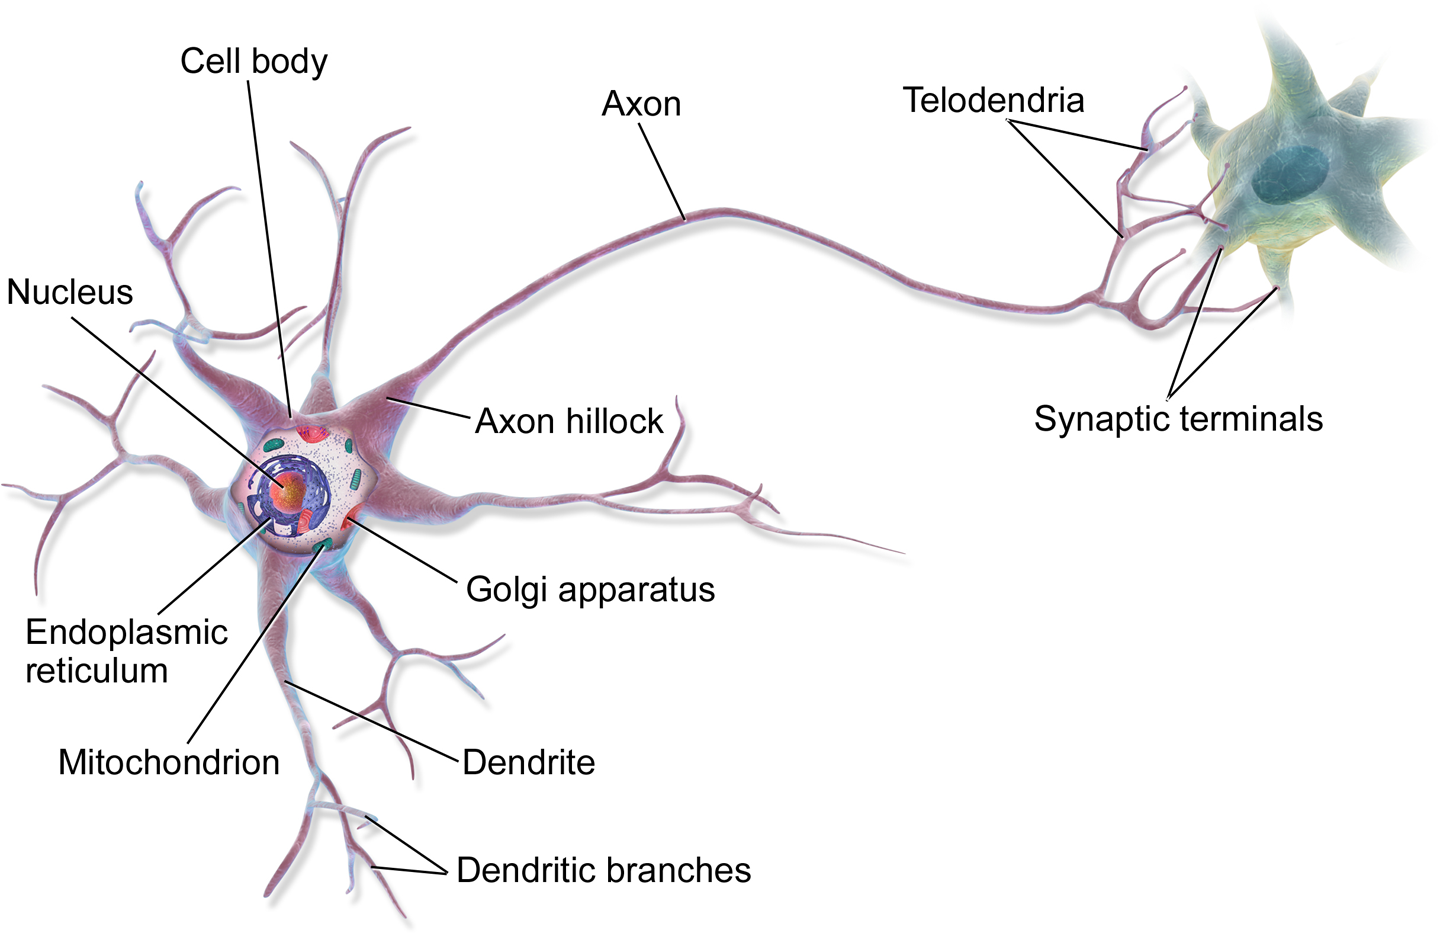 Cell body
Axon
Telodendria
Nucleus
Axon hillock
Synaptic terminals
Golgi apparatus
Endoplasmic
reticulum
Mitochondrion
Dendrite
Dendritic branches